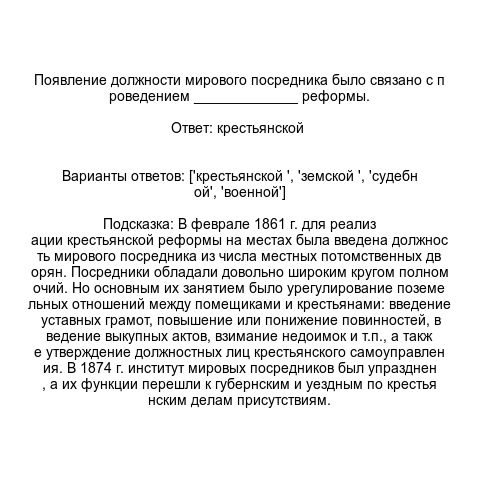 Появление должности мирового посредника было связано с п
роведением _____________ реформы.
Ответ: крестьянской
Варианты ответов: ['крестьянской ', 'земской ', 'судебн
ой', 'военной']
Подсказка: В феврале 1861 г. для реализ
ации крестьянской реформы на местах была введена должнос
ть мирового посредника из числа местных потомственных дв
орян. Посредники обладали довольно широким кругом полном
очий. Но основным их занятием было урегулирование поземе
льных отношений между помещиками и крестьянами: введение
уставных грамот, повышение или понижение повинностей, в
ведение выкупных актов, взимание недоимок и т.п., а такж
е утверждение должностных лиц крестьянского самоуправлен
ия. В 1874 г. институт мировых посредников был упразднен
, а их функции перешли к губернским и уездным по крестья
нским делам присутствиям.